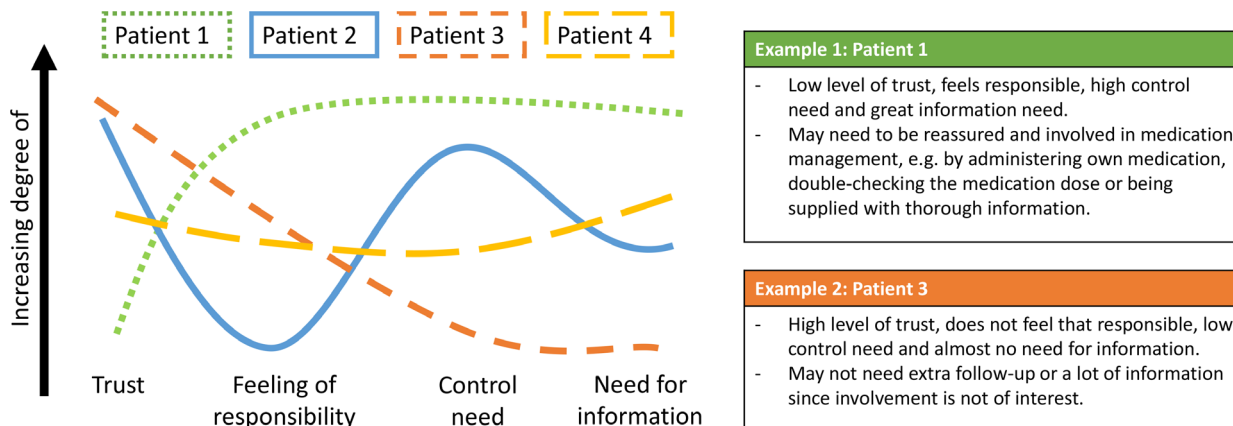 Patient 1
Patient 2
Patient 3
Patient 4
Increasing degree of
Trust
Feeling of
responsibility
Control
need
Need for
information
Example 1: Patient 1
- Low level of trust, feels responsible, high control
need and great information need.
- May need to be reassured and involved in medication
management, e.g. by administering own medication,
double-checking the medication dose or being
supplied with thorough information.
Example 2: Patient 3
- High level of trust, does not feel that responsible, low
control need and almost no need for information.
- May not need extra follow-up or a lot of information
since involvement is not of interest.